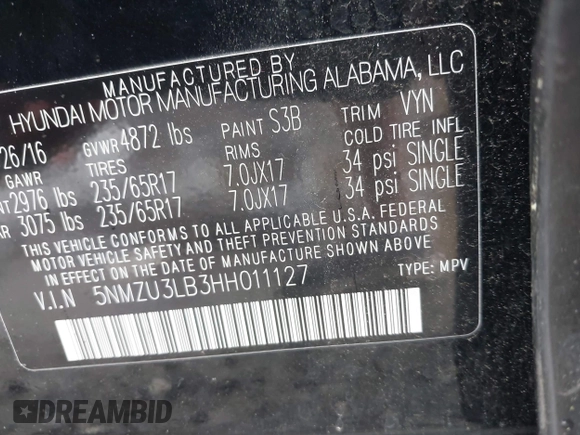 MANUFACTURED BY
HYUNDAI MOTOR MANUFACTURING ALABAMA, LLC
26/16 GVWR 4872 lbs PAINT S3B TRIM VYN
GAWR TIRES RIMS COLD TIRE INFL
2976 lbs 235/65R17 7.0JX17 34 psi SINGLE
3075 lbs 235/65R17 7.0JX17 34 psi SINGLE
THIS VEHICLE CONFORMS TO ALL APPLICABLE U.S.A. FEDERAL
MOTOR VEHICLE SAFETY AND THEFT PREVENTION STANDARDS
IN EFFECT ON THE DATE OF MANUFACTURE SHOWN ABOVE.
V.I.N 5NMZU3LB3HH011127 TYPE: MPV
DREAMBID